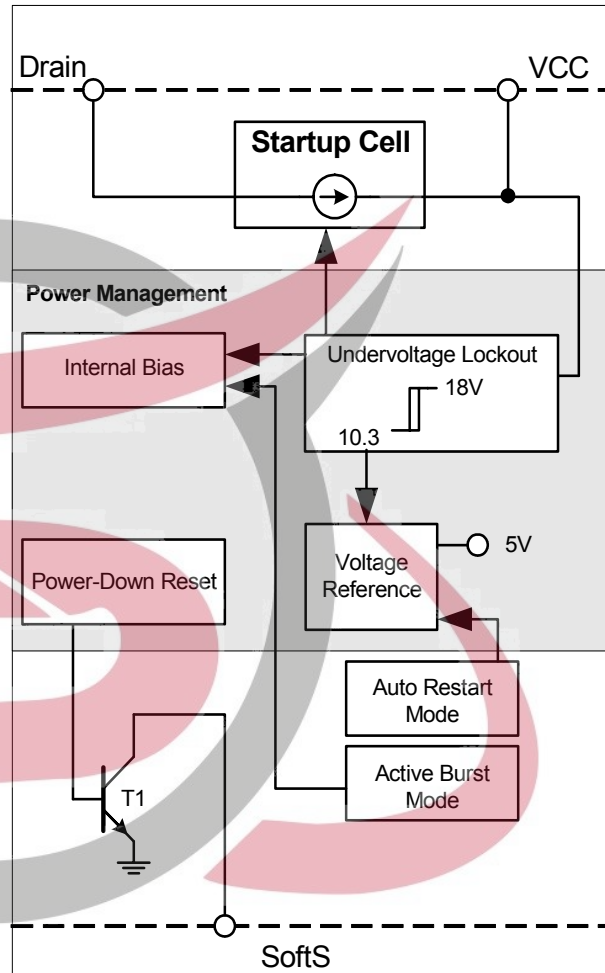 Drain
VCC
Startup Cell
Power Management
Internal Bias
Undervoltage Lockout
18V
10.3
Power-Down Reset
Voltage
Reference
5V
Auto Restart
Mode
Active Burst
Mode
T1
SoftS